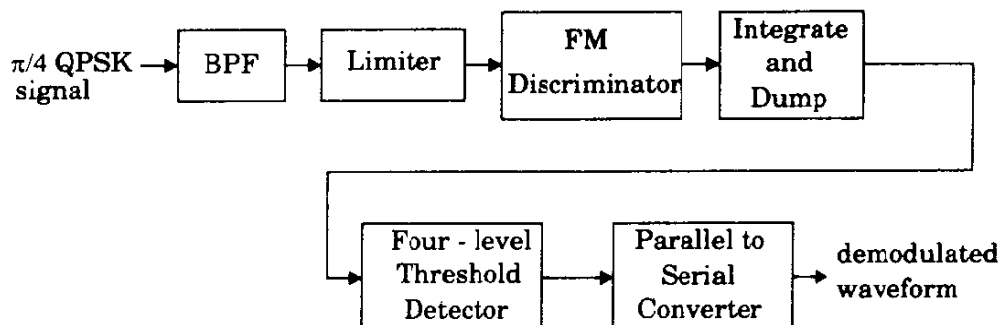 π/4 QPSK
signal
BPF
Limiter
FM
Discriminator
Integrate
and
Dump
Four - level
Threshold
Detector
Parallel to
Serial
Converter
demodulated
waveform